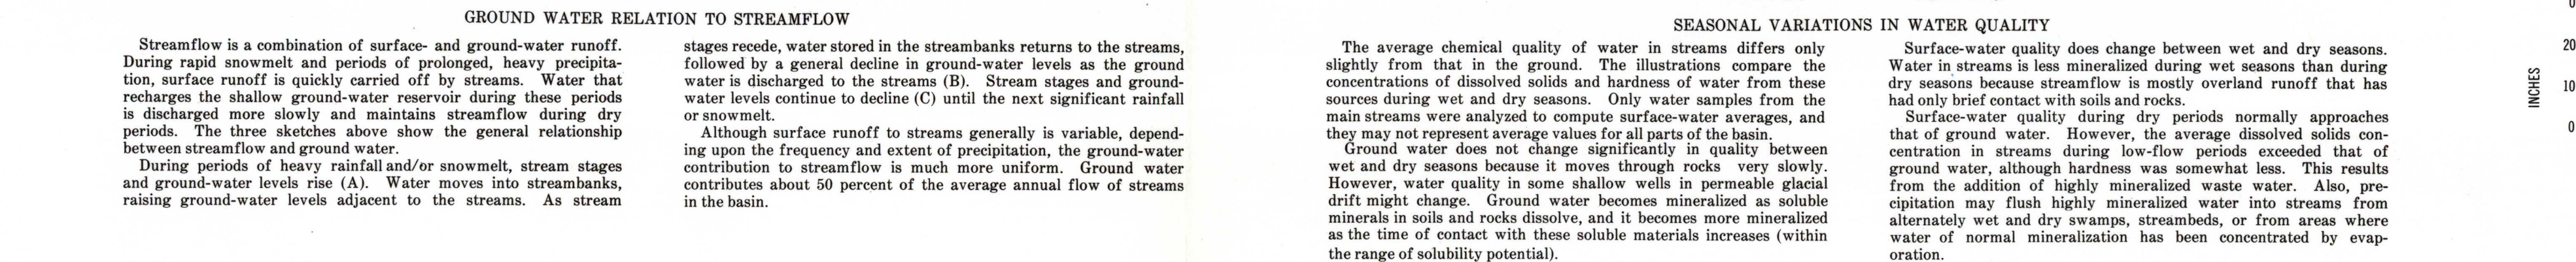 GROUND WATER RELATION TO STREAMFLOW
Streamflow is a combination of surface- and ground-water runoff.
During rapid snowmelt and periods of prolonged, heavy precipita-
tion, surface runoff is quickly carried off by streams. Water that
recharges the shallow ground-water reservoir during these periods
is discharged more slowly and maintains streamflow during dry
periods. The three sketches above show the general relationship
between streamflow and ground water.
During periods of heavy rainfall and/or snowmelt, stream stages
and ground-water levels rise (A). Water moves into streambanks,
raising ground-water levels adjacent to the streams. As stream
stages recede, water stored in the streambanks returns to the streams,
followed by a general decline in ground-water levels as the ground
water is discharged to the streams (B). Stream stages and ground-
water levels continue to decline (C) until the next significant rainfall
or snowmelt.
Although surface runoff to streams generally is variable, depend-
ing upon the frequency and extent of precipitation, the ground-water
contribution to streamflow is much more uniform. Ground water
contributes about 50 percent of the average annual flow of streams
in the basin.
SEASONAL VARIATIONS IN WATER QUALITY
The average chemical quality of water in streams differs only
slightly from that in the ground. The illustrations compare the
concentrations of dissolved solids and hardness of water from these
sources during wet and dry seasons. Only water samples from the
main streams were analyzed to compute surface-water averages, and
they may not represent average values for all parts of the basin.
Ground water does not change significantly in quality between
wet and dry seasons because it moves through rocks very slowly.
However, water quality in some shallow wells in permeable glacial
drift might change. Ground water becomes mineralized as soluble
minerals in soils and rocks dissolve, and it becomes more mineralized
as the time of contact with these soluble materials increases (within
the range of solubility potential).
Surface-water quality does change between wet and dry seasons.
Water in streams is less mineralized during wet seasons than during
dry seasons because streamflow is mostly overland runoff that has
had only brief contact with soils and rocks.
Surface-water quality during dry periods normally approaches
that of ground water. However, the average dissolved solids con-
centration in streams during low-flow periods exceeded that of
ground water, although hardness was somewhat less. This results
from the addition of highly mineralized waste water. Also, pre-
cipitation may flush highly mineralized water into streams from
alternately wet and dry swamps, streambeds, or from areas where
water of normal mineralization has been concentrated by evap-
oration.
INCHES
20
10
0